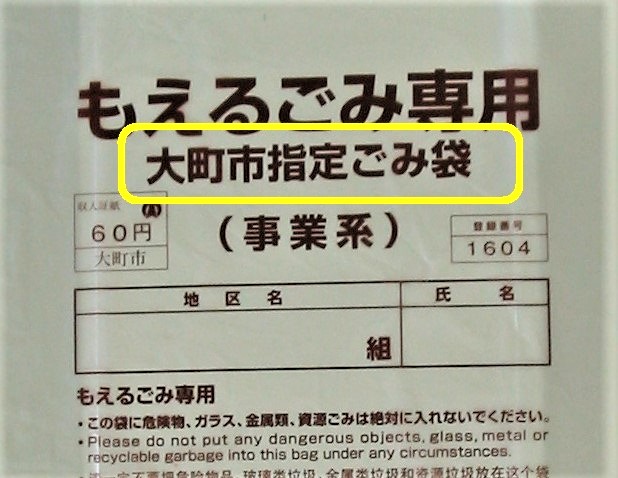 もえるごみ専用
大町市指定ごみ袋
収入証紙 A
60円
大町市
(事業系)
登録番号
1604
地区名 氏名
組
もえるごみ専用
・この袋に危険物、ガラス、金属類、資源ごみは絶対に入れないでください。
・Please do not put any dangerous objects, glass, metal or
recyclable garbage into this bag under any circumstances.